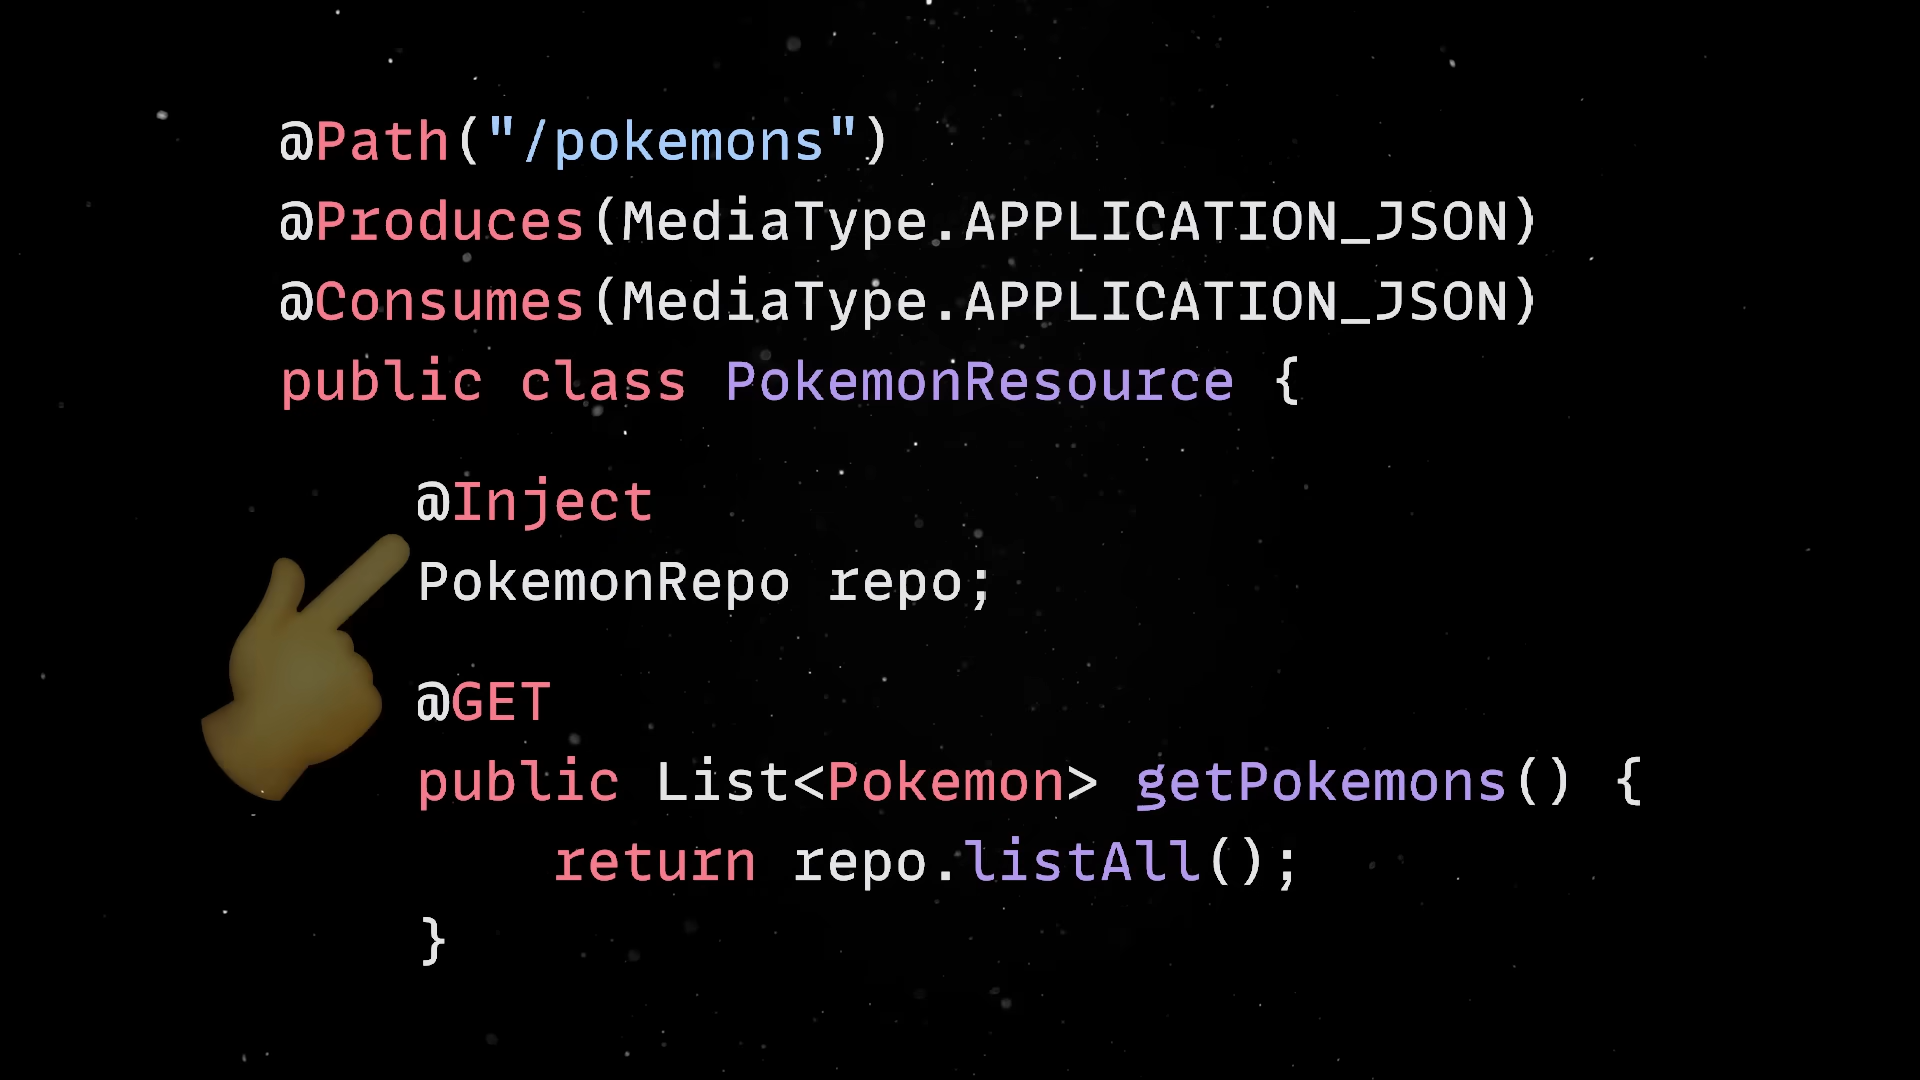 @Path("/pokemons")
@Produces(MediaType.APPLICATION_JSON)
@Consumes(MediaType.APPLICATION_JSON)
public class PokemonResource {
@Inject
PokemonRepo repo;
@GET
public List<Pokemon> getPokemons() {
return repo.listAll();
}